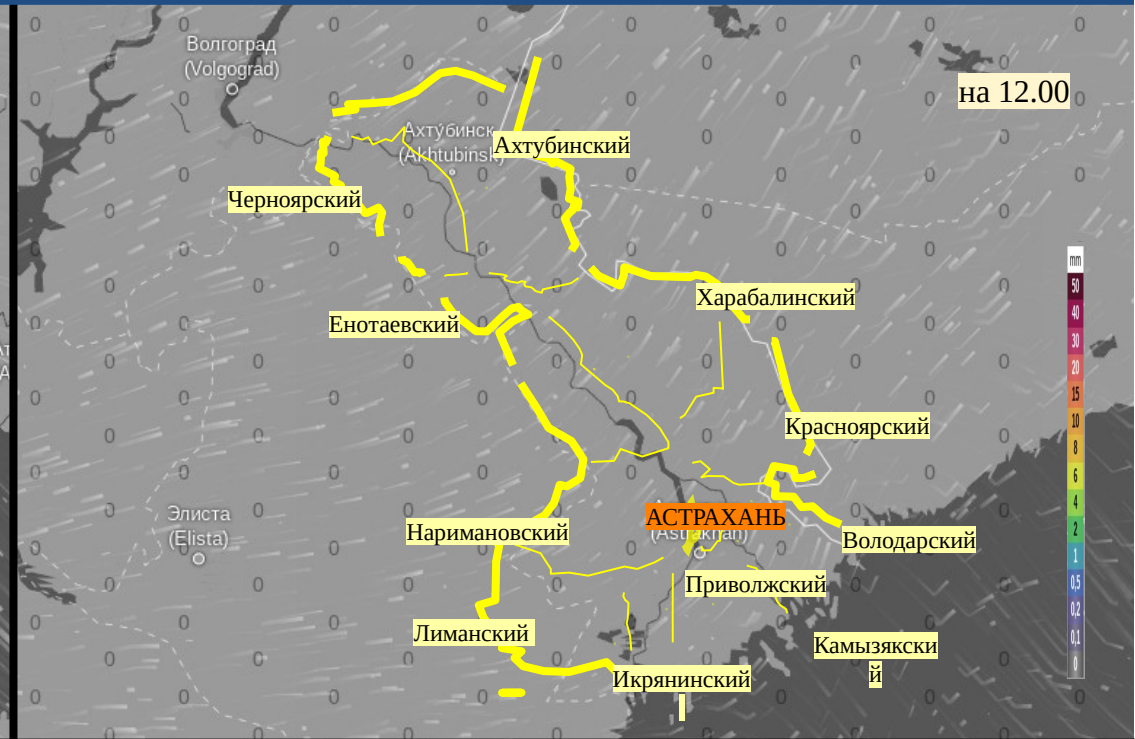 Волгоград
(Volgograd)
на 12.00
Ахту́бинск
(Akhtubinsk)
Ахтубинский
Черноярский
mm
50
40
30
20
15
10
8
6
4
2
1
0,5
0,2
0,1
0
Харабалинский
Енотаевский
Красноярский
Элиста
(Elista)
АСТРАХАНЬ
(Astrakhan)
Наримановский
Володарский
Приволжский
Лиманский
Камызякски
й
Икрянинский